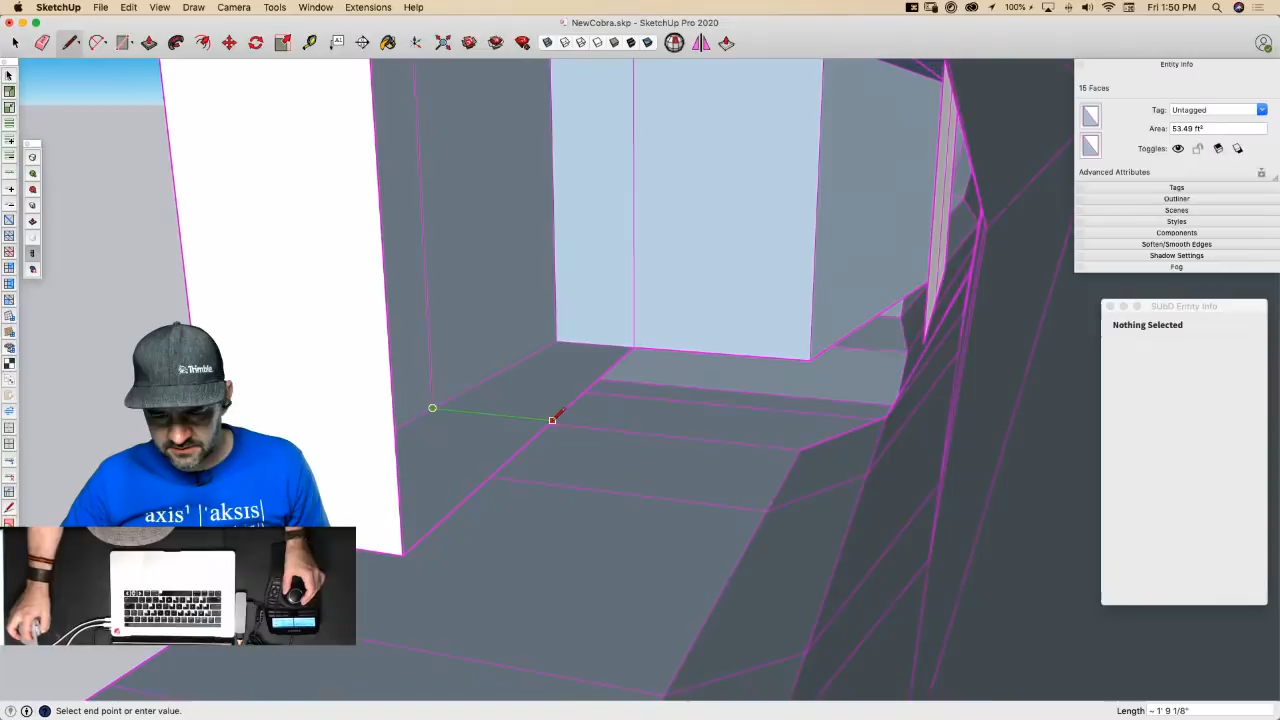 SketchUp File Edit View Draw Camera Tools Window Extensions Help
100% Fri 1:50 PM
NewCobra.skp - SketchUp Pro 2020
Entity Info
15 Faces
Tag: Untagged
Area: 53.49 ft²
Toggles:
Advanced Attributes
Tags
Outliner
Scenes
Styles
Components
Soften/Smooth Edges
Shadow Settings
Fog
SUbD Entity Info
Nothing Selected
Trimble.
axis¹ |ˈaksɪs|
Select end point or enter value.
Length ~ 1' 9 1/8"